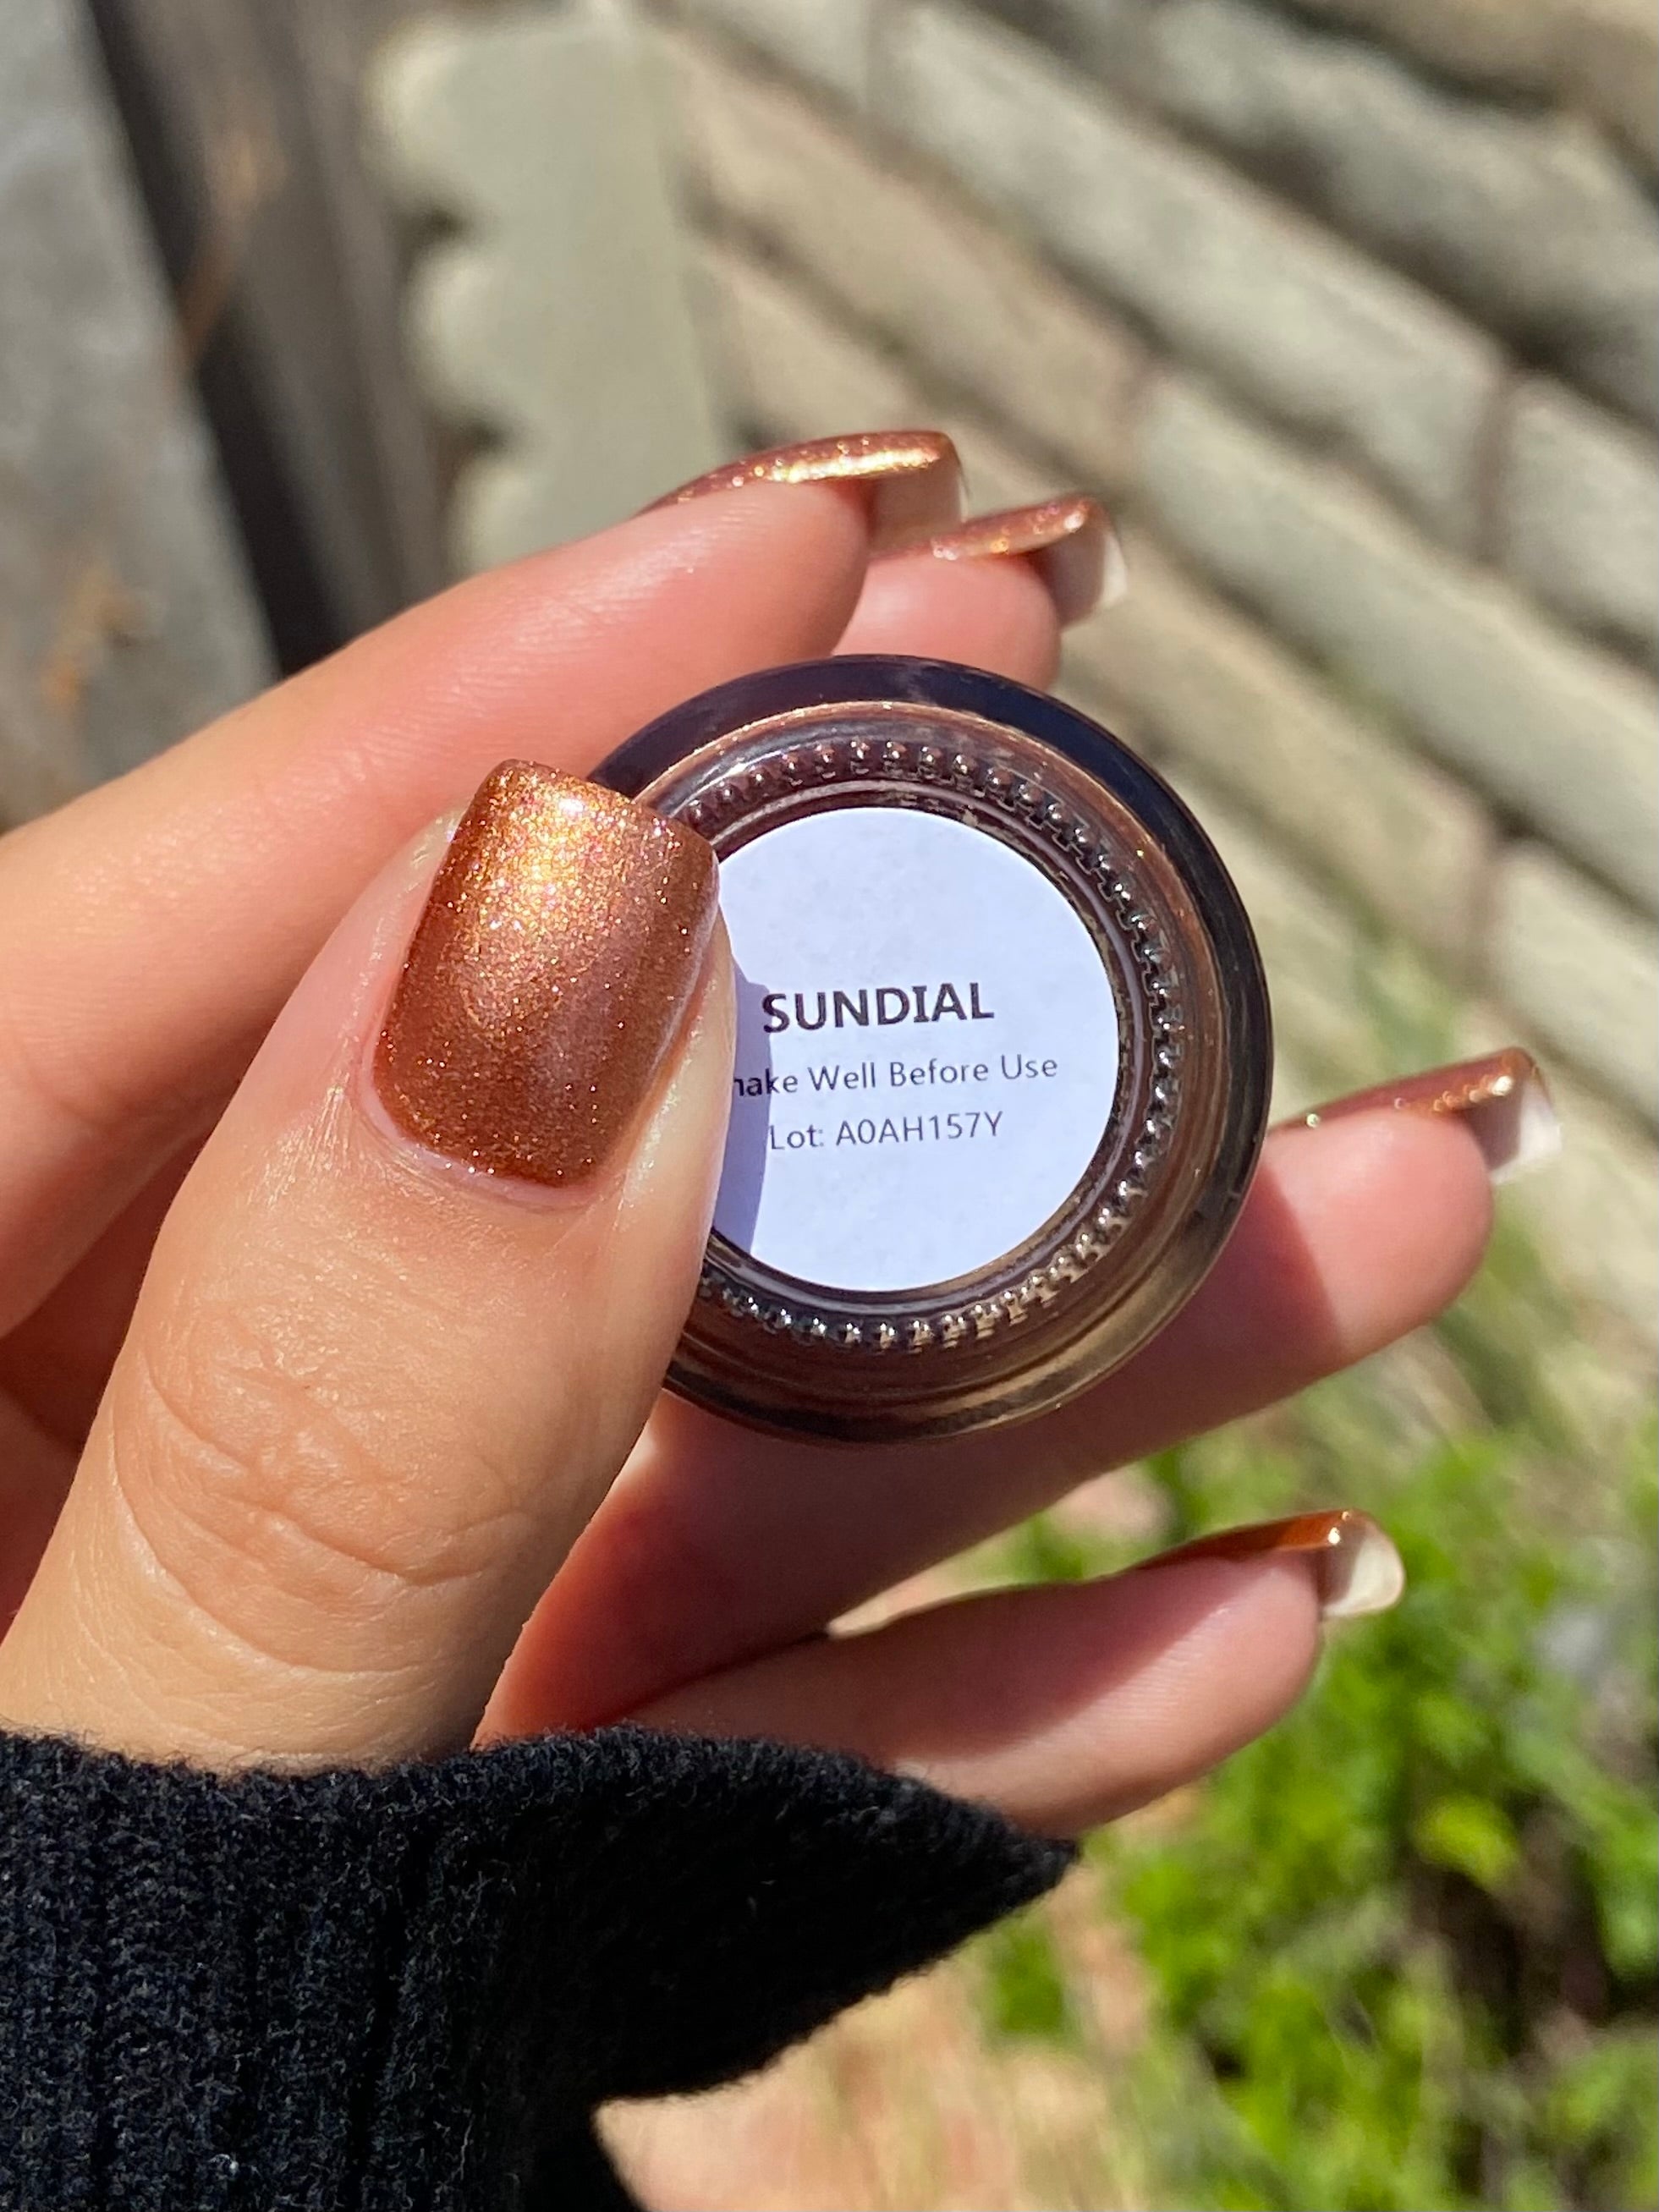 SUNDIAL
hake Well Before Use
Lot: A0AH157Y